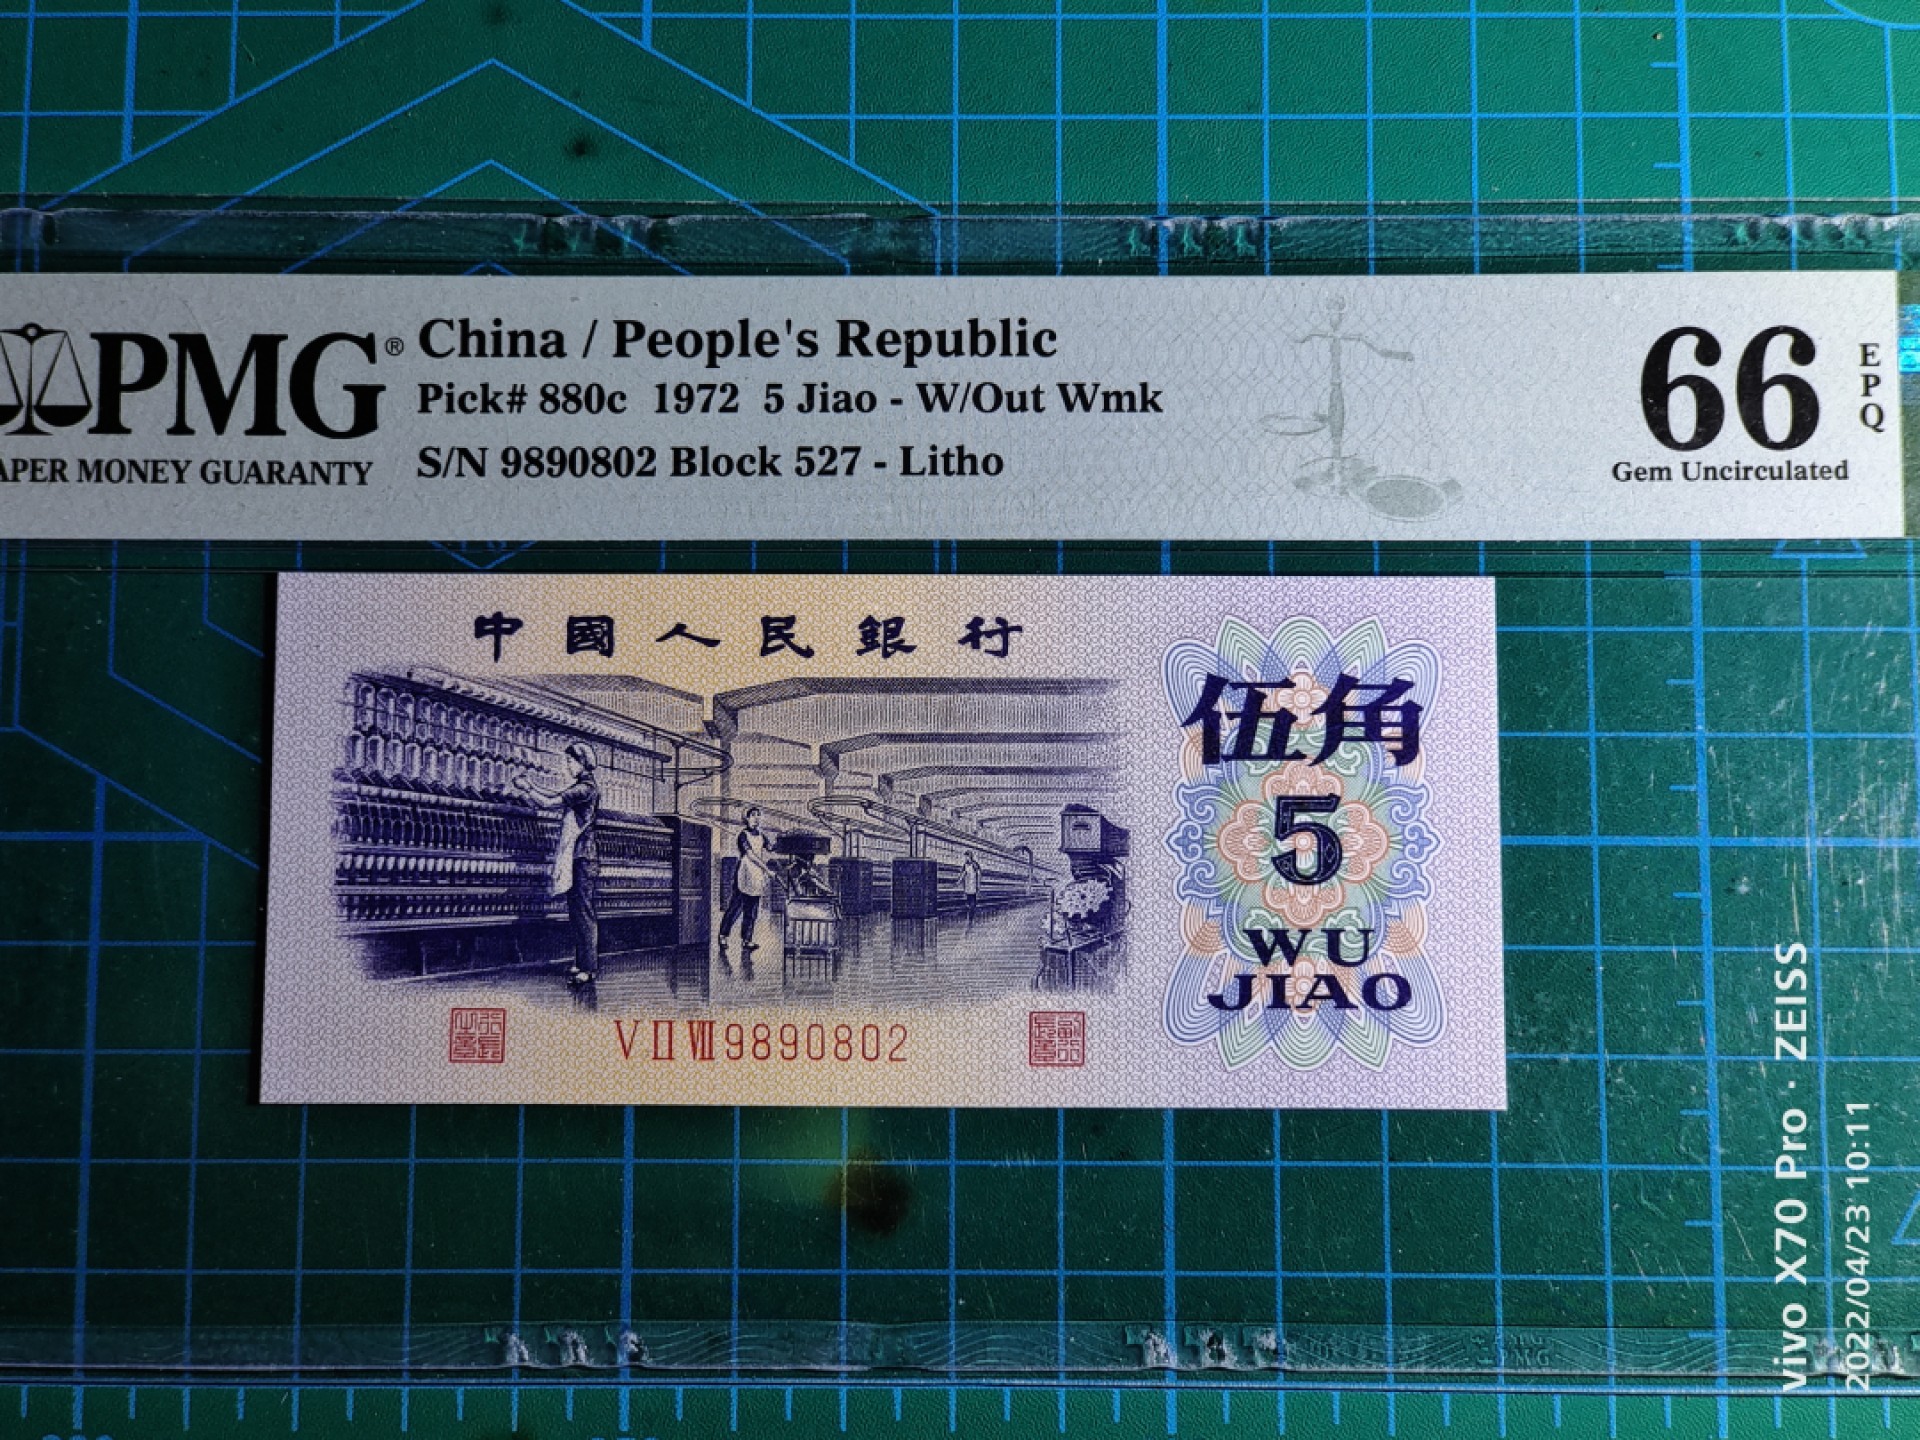 PMG®
APER MONEY GUARANTY
China / People's Republic
Pick# 880c 1972 5 Jiao - W/Out Wmk
S/N 9890802 Block 527 - Litho
66
EPQ
Gem Uncirculated
中國人民銀行
伍角
5
WU
JIAO
V II VIII 9890802
vivo X70 Pro · ZEISS
2022/04/23 10:11